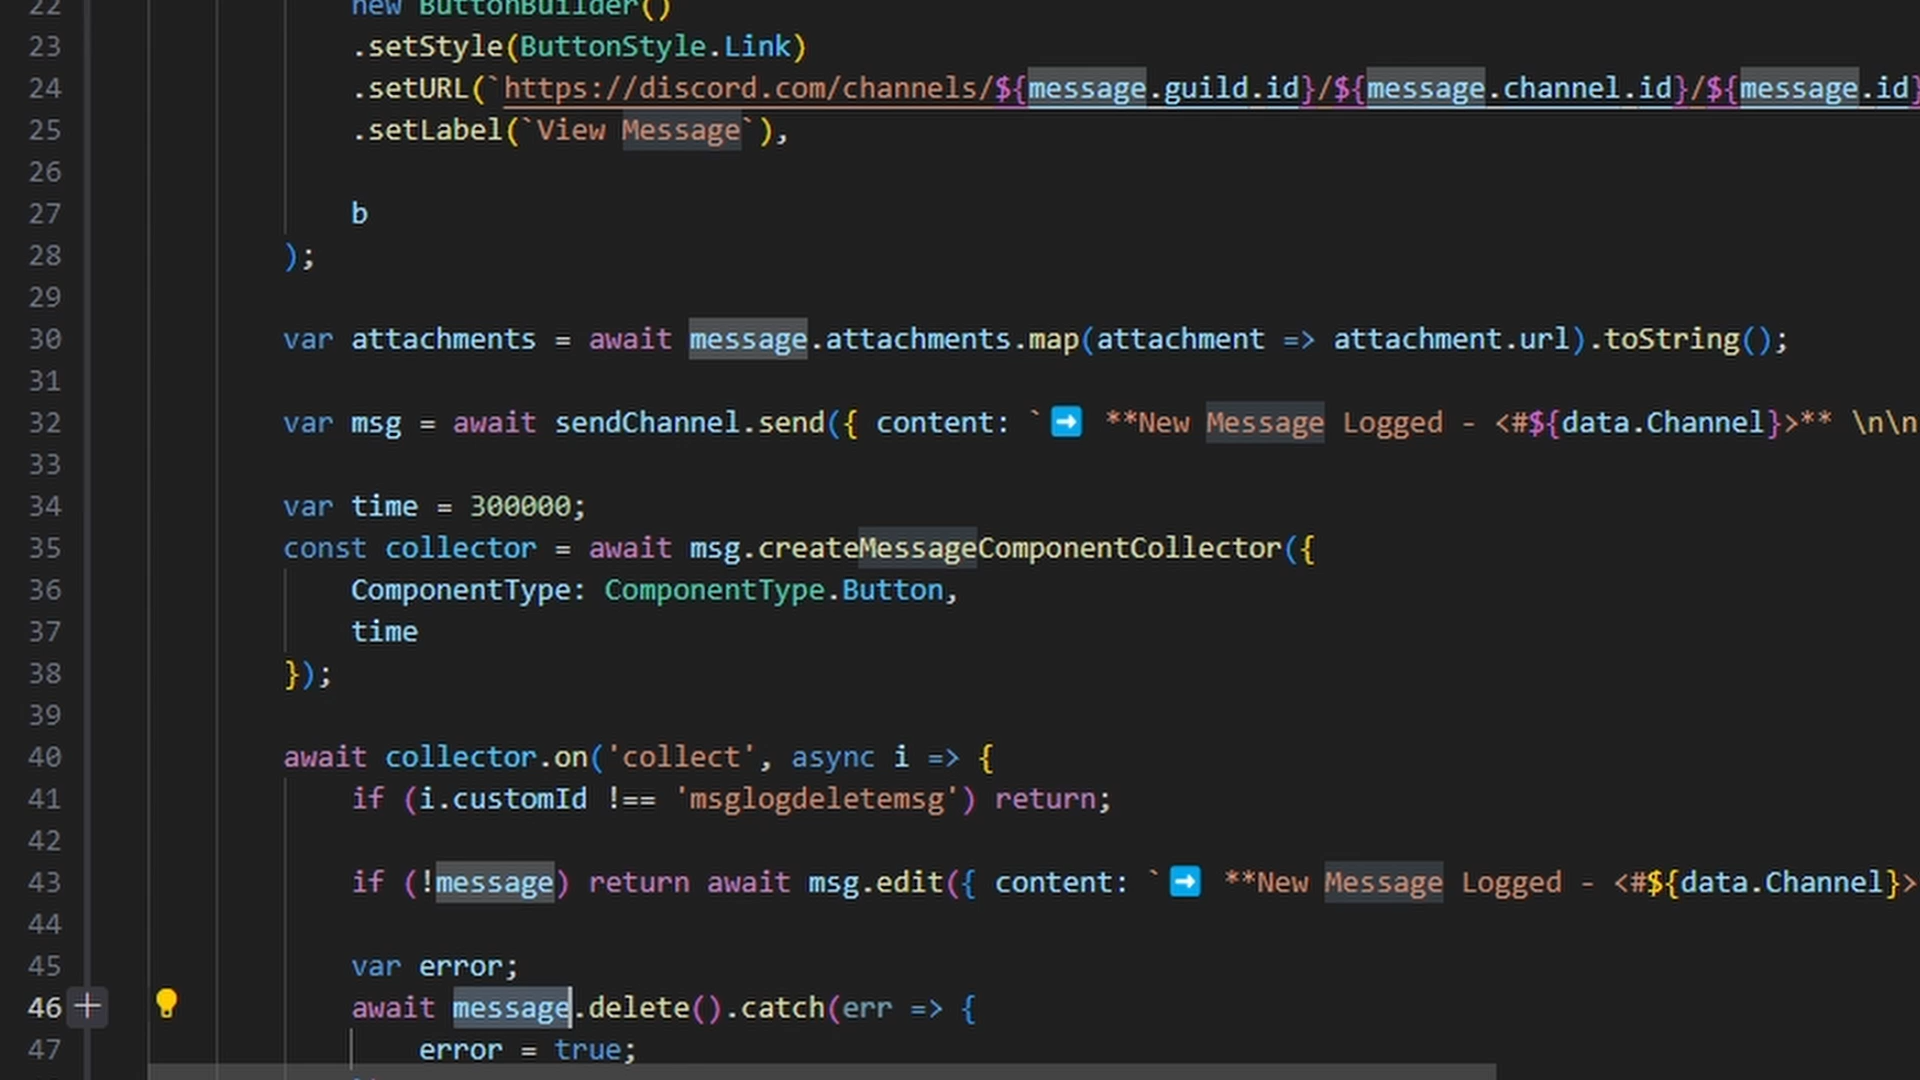 22 new ButtonBuilder()
23 .setStyle(ButtonStyle.Link)
24 .setURL(`https://discord.com/channels/${message.guild.id}/${message.channel.id}/${message.id}
25 .setLabel(`View Message`),
26
27 b
28 );
29
30 var attachments = await message.attachments.map(attachment => attachment.url).toString();
31
32 var msg = await sendChannel.send({ content: `➡️ **New Message Logged - <#${data.Channel}>** \n\n
33
34 var time = 300000;
35 const collector = await msg.createMessageComponentCollector({
36 ComponentType: ComponentType.Button,
37 time
38 });
39
40 await collector.on('collect', async i => {
41 if (i.customId !== 'msglogdeletemsg') return;
42
43 if (!message) return await msg.edit({ content: `➡️ **New Message Logged - <#${data.Channel}>
44
45 var error;
46 await message.delete().catch(err => {
47 error = true;